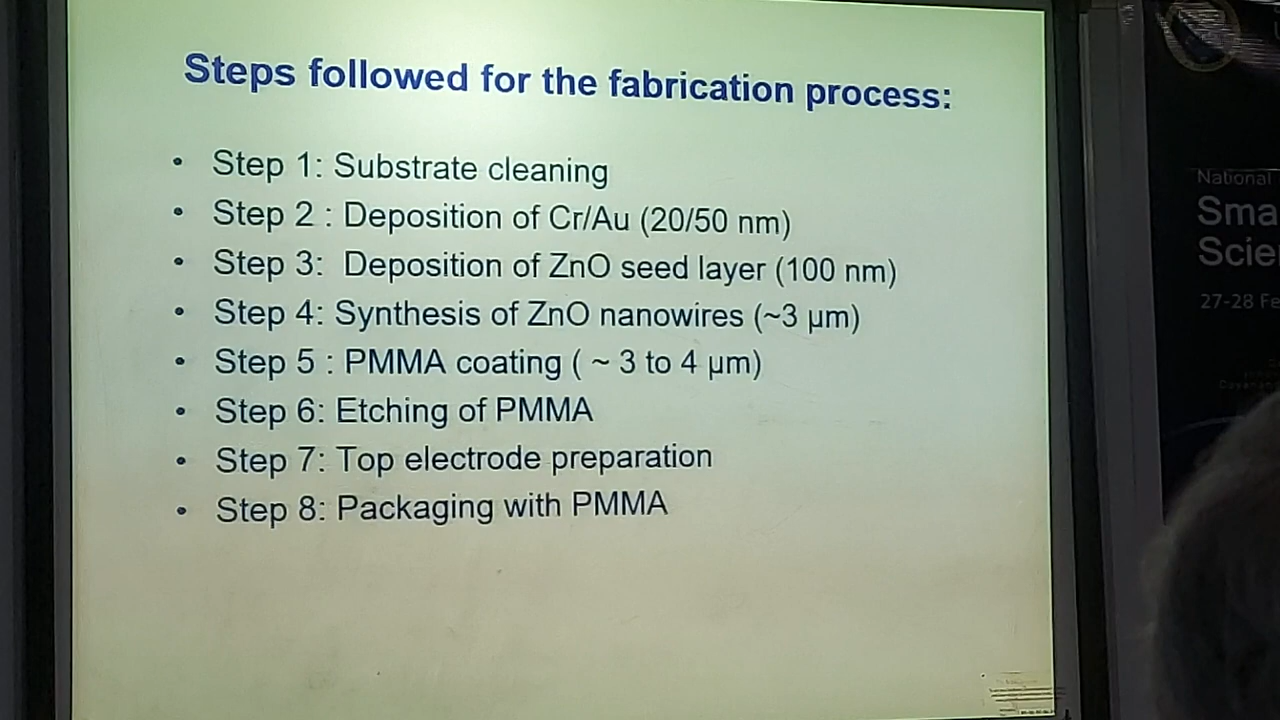 Steps followed for the fabrication process:
• Step 1: Substrate cleaning
• Step 2 : Deposition of Cr/Au (20/50 nm)
• Step 3: Deposition of ZnO seed layer (100 nm)
• Step 4: Synthesis of ZnO nanowires (~3 µm)
• Step 5 : PMMA coating ( ~ 3 to 4 µm)
• Step 6: Etching of PMMA
• Step 7: Top electrode preparation
• Step 8: Packaging with PMMA
National
Sma
Scie
27-28 Fe